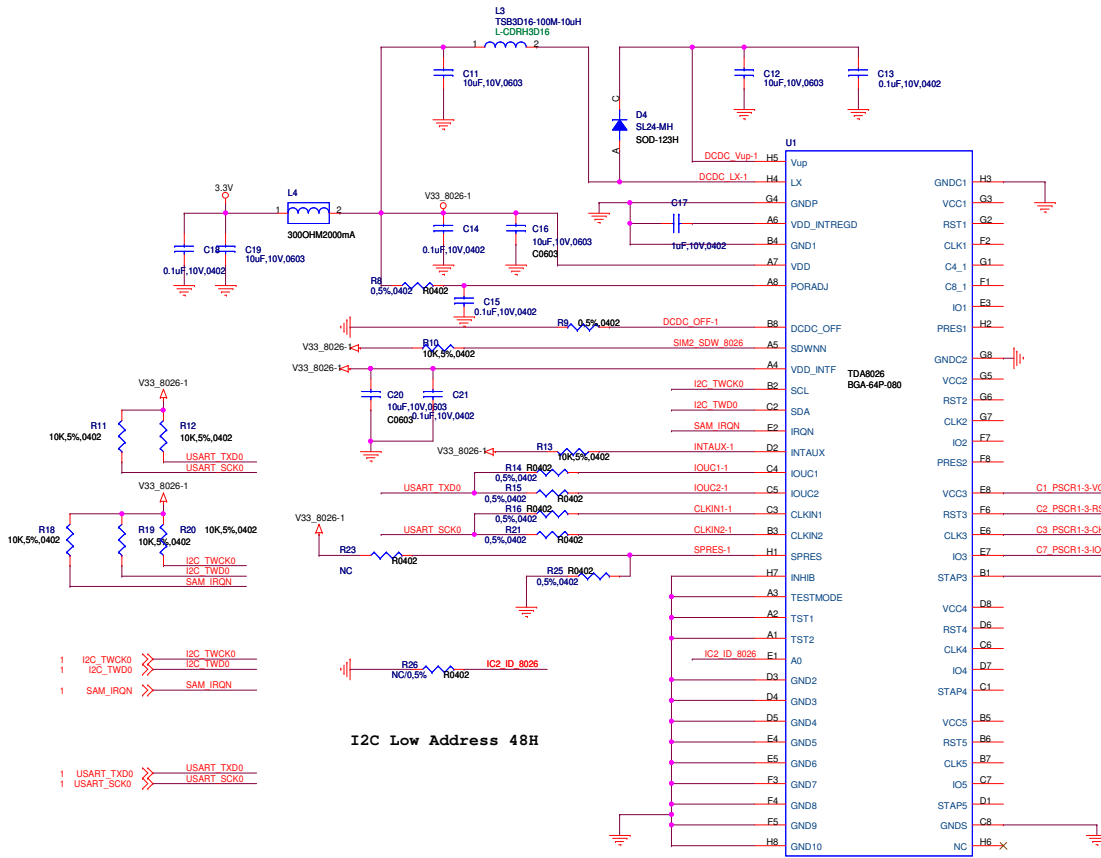 L3
TSB3D16-100M-10uH
L-CDRH3D16
1
2
C11
10uF,10V,0603
C12
10uF,10V,0603
C13
0.1uF,10V,0402
C
D4
SL24-MH
SOD-123H
A
U1
DCDC_Vup-1 H5 Vup
DCDC_LX-1 H4 LX
G4 GNDP
A6 VDD_INTREGD
B4 GND1
A7 VDD
A8 PORADJ
3.3V
L4
1
2
300OHM2000mA
V33_8026-1
C17
1uF,10V,0402
C14
0.1uF,10V,0402
C16
10uF,10V,0603
C0603
C18
0.1uF,10V,0402
C19
10uF,10V,0603
R8
0,5%,0402
R0402
C15
0.1uF,10V,0402
R9
0,5%,0402
DCDC_OFF-1 B8 DCDC_OFF
V33_8026-1
R10
10K,5%,0402
SIM2_SDW_8026 A5 SDWNN
V33_8026-1
A4 VDD_INTF
TDA8026
BGA-64P-080
C20
10uF,10V,0603
C0603
C21
0.1uF,10V,0402
I2C_TWCK0 B2 SCL
I2C_TWD0 C2 SDA
SAM_IRQN E2 IRQN
V33_8026-1
R13
10K,5%,0402
INTAUX-1 D2 INTAUX
R14 R0402
0,5%,0402
IOUC1-1 C4 IOUC1
USART_TXD0
R15
0,5%,0402
R0402
IOUC2-1 C5 IOUC2
R16 R0402
0,5%,0402
CLKIN1-1 C3 CLKIN1
USART_SCK0
R21
0,5%,0402
R0402
CLKIN2-1 B3 CLKIN2
V33_8026-1
R23
NC
R0402
SPRES-1 H1 SPRES
R25 R0402
0,5%,0402
H7 INHIB
A3 TESTMODE
A2 TST1
A1 TST2
IC2_ID_8026 E1 A0
D3 GND2
D4 GND3
D5 GND4
E4 GND5
E5 GND6
F3 GND7
F4 GND8
F5 GND9
H8 GND10
GNDC1 H3
VCC1 G3
RST1 G2
CLK1 F2
C4_1 G1
C8_1 F1
IO1 E3
PRES1 H2
GNDC2 G8
VCC2 G5
RST2 G6
CLK2 G7
IO2 F7
PRES2 F8
VCC3 E8 C1_PSCR1-3-VC
RST3 F6 C2_PSCR1-3-RS
CLK3 E6 C3_PSCR1-3-CK
IO3 E7 C7_PSCR1-3-IO
STAP3 B1
VCC4 D8
RST4 D6
CLK4 C6
IO4 D7
STAP4 C1
VCC5 B5
RST5 B6
CLK5 B7
IO5 C7
STAP5 D1
GNDS C8
NC H6
V33_8026-1
R11
10K,5%,0402
R12
10K,5%,0402
USART_TXD0
USART_SCK0
V33_8026-1
R18
10K,5%,0402
R19
10K,5%,0402
R20
10K,5%,0402
I2C_TWCK0
I2C_TWD0
SAM_IRQN
1 I2C_TWCK0 I2C_TWCK0
1 I2C_TWD0 I2C_TWD0
1 SAM_IRQN SAM_IRQN
R26
NC/0,5%
R0402
IC2_ID_8026
I2C Low Address 48H
1 USART_TXD0 USART_TXD0
1 USART_SCK0 USART_SCK0